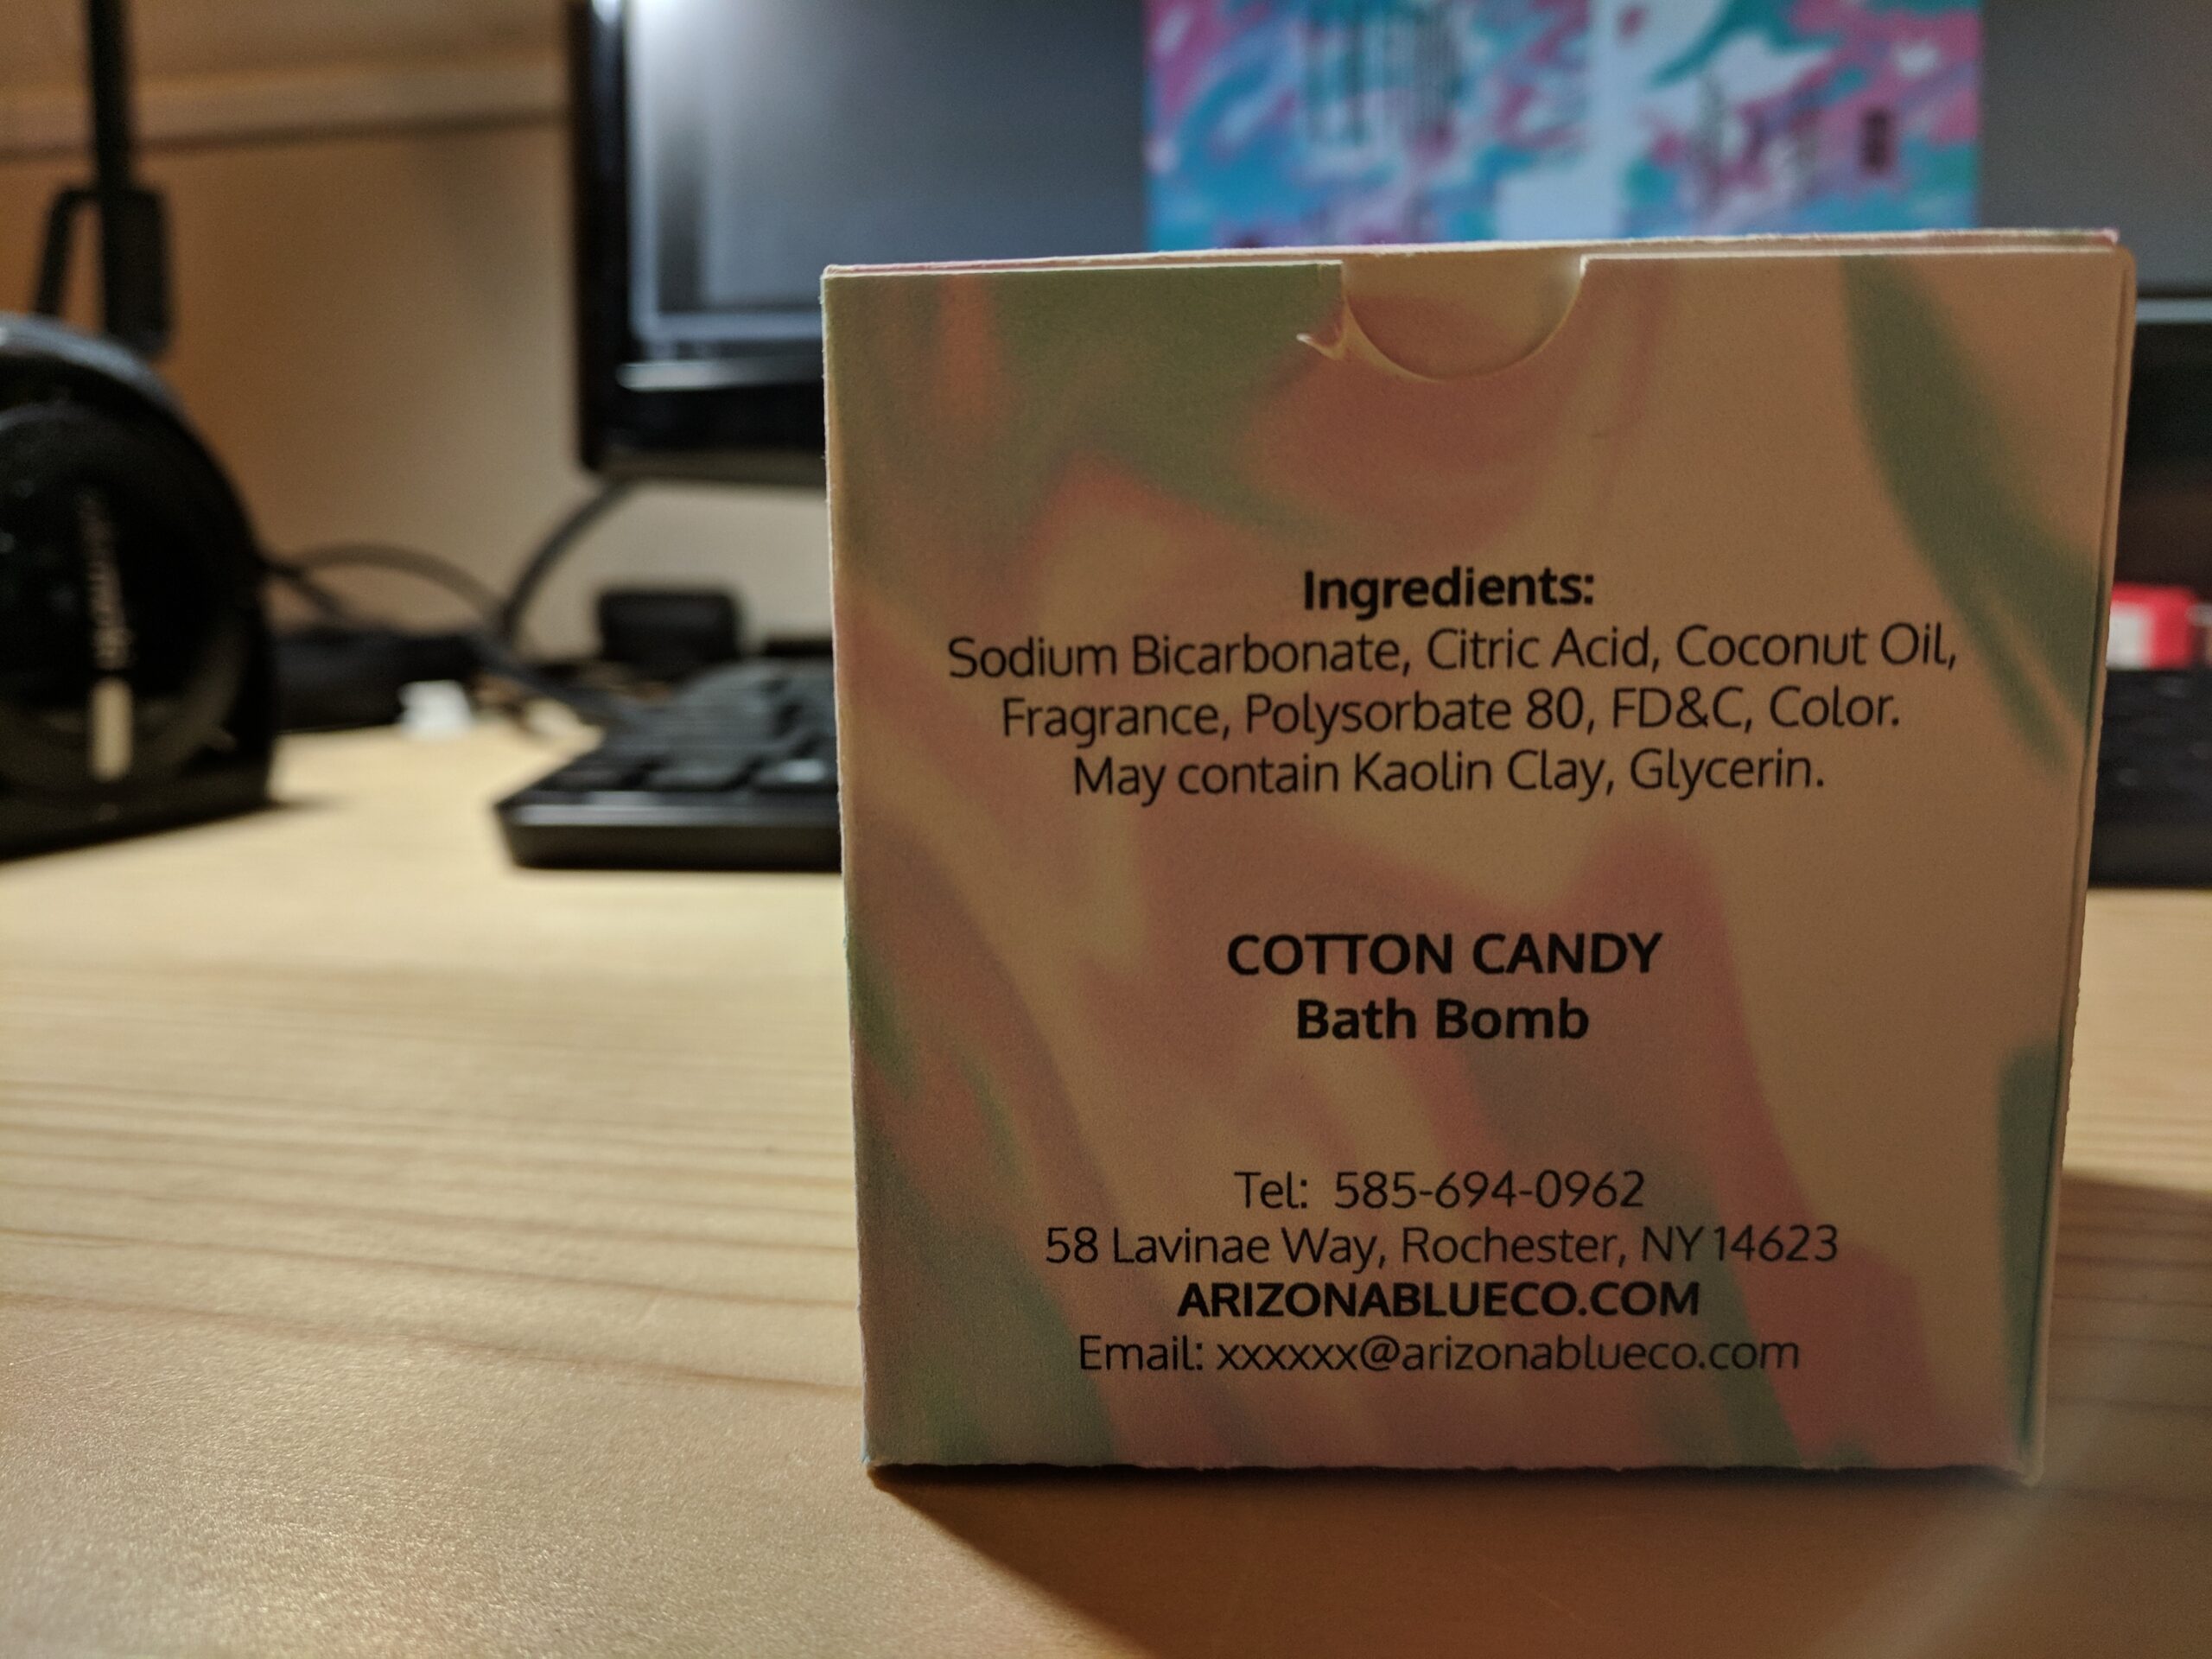 Ingredients:
Sodium Bicarbonate, Citric Acid, Coconut Oil,
Fragrance, Polysorbate 80, FD&C, Color.
May contain Kaolin Clay, Glycerin.
COTTON CANDY
Bath Bomb
Tel: 585-694-0962
58 Lavinae Way, Rochester, NY 14623
ARIZONABLUECO.COM
Email: xxxxxx@arizonablueco.com